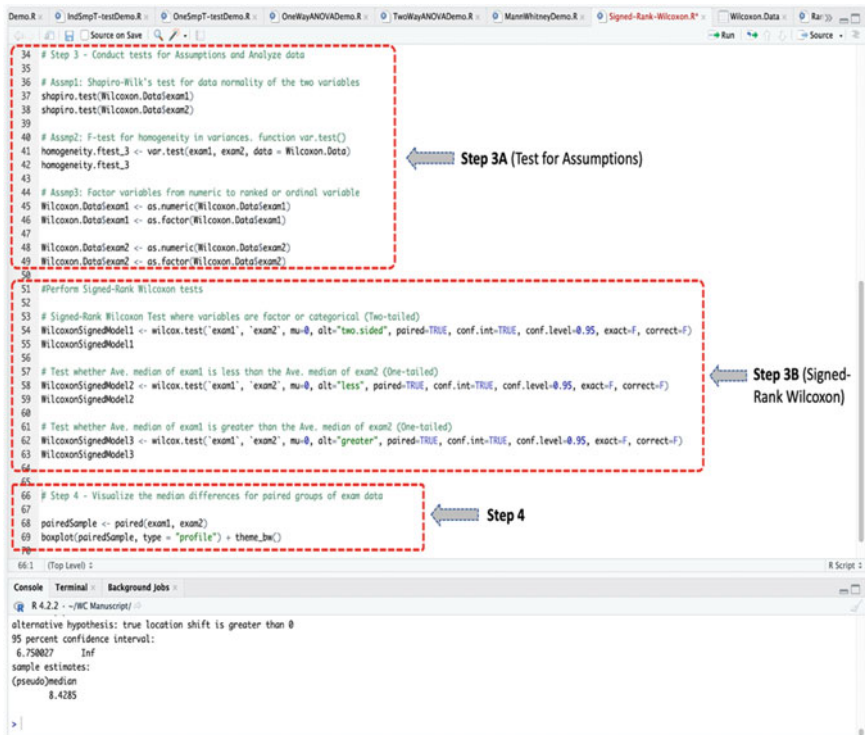 Demo.R × IndSmpT-testDemo.R × OneSmpT-testDemo.R × OneWayANOVADemo.R × TwoWayANOVADemo.R × MannWhitneyDemo.R × Signed-Rank-Wilcoxon.R* × Wilcoxon.Data × Rar
Source on Save Run Source
34 # Step 3 - Conduct tests for Assumptions and Analyze data
35
36 # Assmp1: Shapiro-Wilk's test for data normality of the two variables
37 shapiro.test(Wilcoxon.Data$exam1)
38 shapiro.test(Wilcoxon.Data$exam2)
39
40 # Assmp2: F-test for homogeneity in variances. function var.test()
41 homogeneity.ftest_3 <- var.test(exam1, exam2, data = Wilcoxon.Data)
42 homogeneity.ftest_3
43
44 # Assmp3: Factor variables from numeric to ranked or ordinal variable
45 Wilcoxon.Data$exam1 <- as.numeric(Wilcoxon.Data$exam1)
46 Wilcoxon.Data$exam1 <- as.factor(Wilcoxon.Data$exam1)
47
48 Wilcoxon.Data$exam2 <- as.numeric(Wilcoxon.Data$exam2)
49 Wilcoxon.Data$exam2 <- as.factor(Wilcoxon.Data$exam2)
Step 3A (Test for Assumptions)
50
51 #Perform Signed-Rank Wilcoxon tests
52
53 # Signed-Rank Wilcoxon Test where variables are factor or categorical (Two-tailed)
54 WilcoxonSignedModel1 <- wilcox.test(`exam1`, `exam2`, mu=0, alt="two.sided", paired=TRUE, conf.int=TRUE, conf.level=0.95, exact=F, correct=F)
55 WilcoxonSignedModel1
56
57 # Test whether Ave. median of exam1 is less than the Ave. median of exam2 (One-tailed)
58 WilcoxonSignedModel2 <- wilcox.test(`exam1`, `exam2`, mu=0, alt="less", paired=TRUE, conf.int=TRUE, conf.level=0.95, exact=F, correct=F)
59 WilcoxonSignedModel2
60
61 # Test whether Ave. median of exam1 is greater than the Ave. median of exam2 (One-tailed)
62 WilcoxonSignedModel3 <- wilcox.test(`exam1`, `exam2`, mu=0, alt="greater", paired=TRUE, conf.int=TRUE, conf.level=0.95, exact=F, correct=F)
63 WilcoxonSignedModel3
64
Step 3B (Signed-
Rank Wilcoxon)
65
66 # Step 4 - Visualize the median differences for paired groups of exam data
67
68 pairedSample <- paired(exam1, exam2)
69 boxplot(pairedSample, type = "profile") + theme_bw()
70
Step 4
66:1 (Top Level) R Script
Console Terminal × Background Jobs ×
R 4.2.2 · ~/WC Manuscript/
alternative hypothesis: true location shift is greater than 0
95 percent confidence interval:
6.750027 Inf
sample estimates:
(pseudo)median
8.4285
>